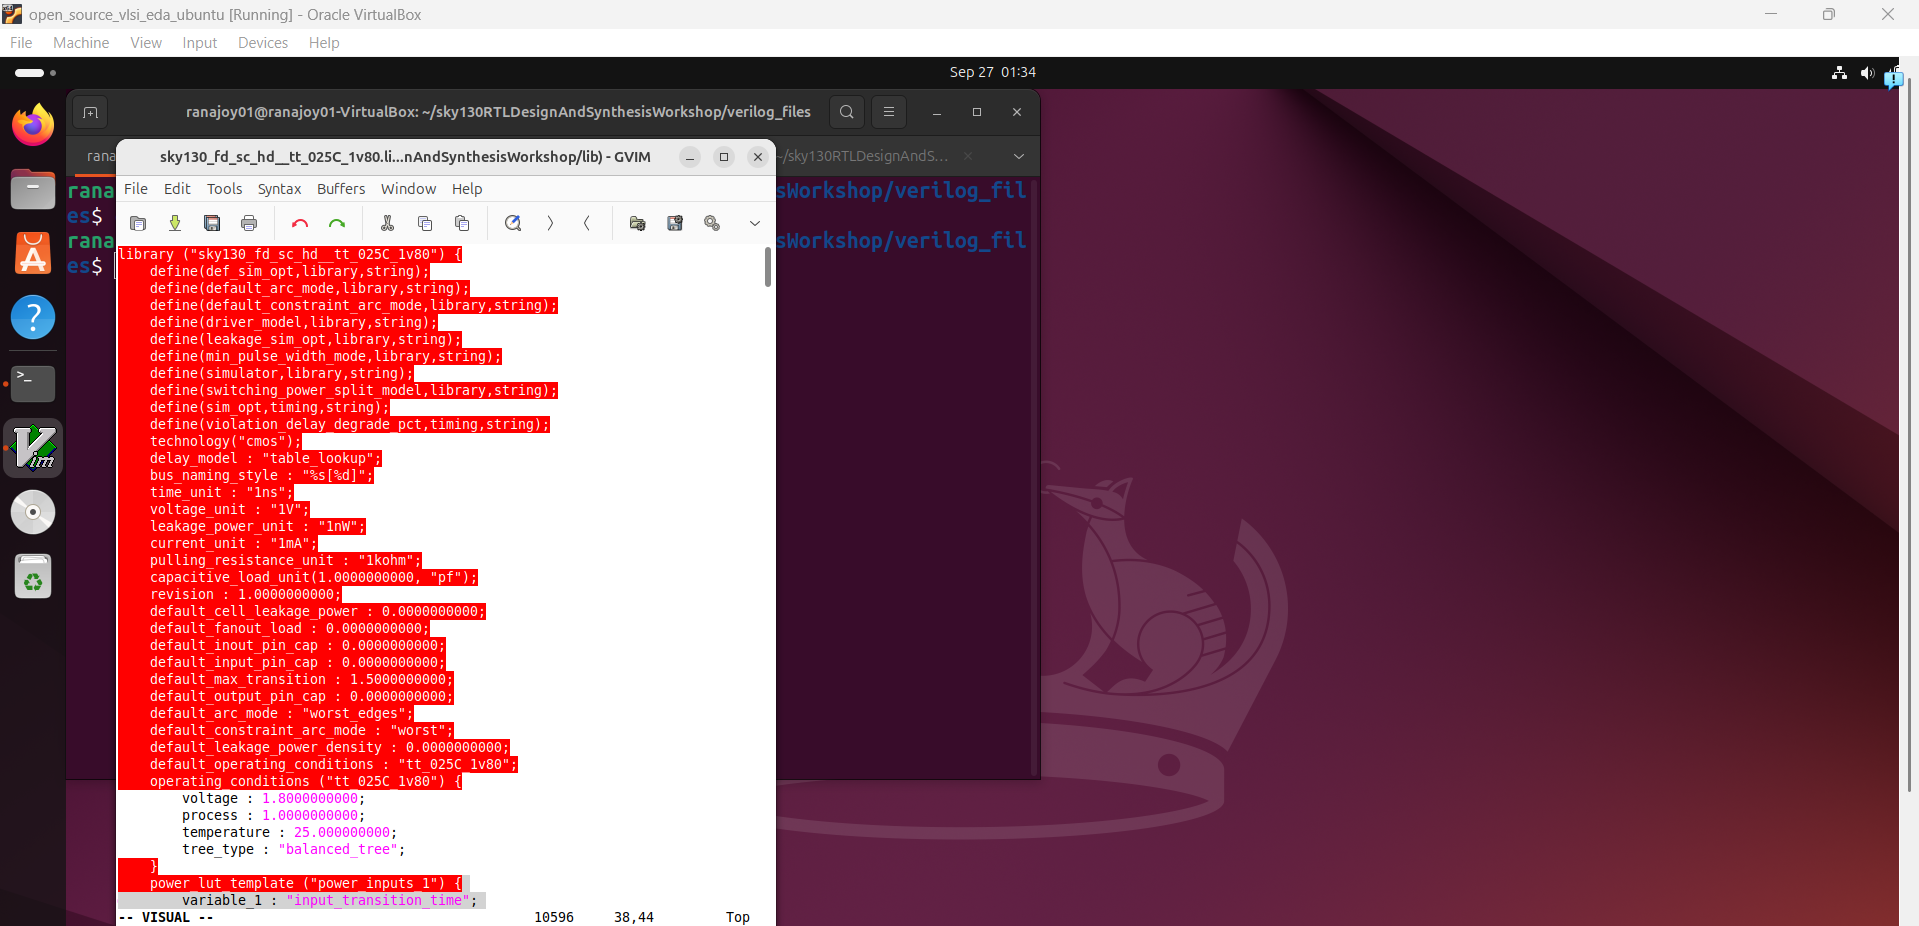 open_source_vlsi_eda_ubuntu [Running] - Oracle VirtualBox
File Machine View Input Devices Help
Sep 27 01:34
ranajoy01@ranajoy01-VirtualBox: ~/sky130RTLDesignAndSynthesisWorkshop/verilog_files
rana
~/sky130RTLDesignAndS...
sky130_fd_sc_hd__tt_025C_1v80.li...nAndSynthesisWorkshop/lib) - GVIM
rana
sWorkshop/verilog_fil
es$
rana
sWorkshop/verilog_fil
es$
File Edit Tools Syntax Buffers Window Help
library ("sky130_fd_sc_hd__tt_025C_1v80") {
    define(def_sim_opt,library,string);
    define(default_arc_mode,library,string);
    define(default_constraint_arc_mode,library,string);
    define(driver_model,library,string);
    define(leakage_sim_opt,library,string);
    define(min_pulse_width_mode,library,string);
    define(simulator,library,string);
    define(switching_power_split_model,library,string);
    define(sim_opt,timing,string);
    define(violation_delay_degrade_pct,timing,string);
    technology("cmos");
    delay_model : "table_lookup";
    bus_naming_style : "%s[%d]";
    time_unit : "1ns";
    voltage_unit : "1V";
    leakage_power_unit : "1nW";
    current_unit : "1mA";
    pulling_resistance_unit : "1kohm";
    capacitive_load_unit(1.0000000000, "pf");
    revision : 1.0000000000;
    default_cell_leakage_power : 0.0000000000;
    default_fanout_load : 0.0000000000;
    default_inout_pin_cap : 0.0000000000;
    default_input_pin_cap : 0.0000000000;
    default_max_transition : 1.5000000000;
    default_output_pin_cap : 0.0000000000;
    default_arc_mode : "worst_edges";
    default_constraint_arc_mode : "worst";
    default_leakage_power_density : 0.0000000000;
    default_operating_conditions : "tt_025C_1v80";
    operating_conditions ("tt_025C_1v80") {
        voltage : 1.8000000000;
        process : 1.0000000000;
        temperature : 25.000000000;
        tree_type : "balanced_tree";
    }
    power_lut_template ("power_inputs_1") {
        variable_1 : "input_transition_time";
-- VISUAL -- 10596 38,44 Top